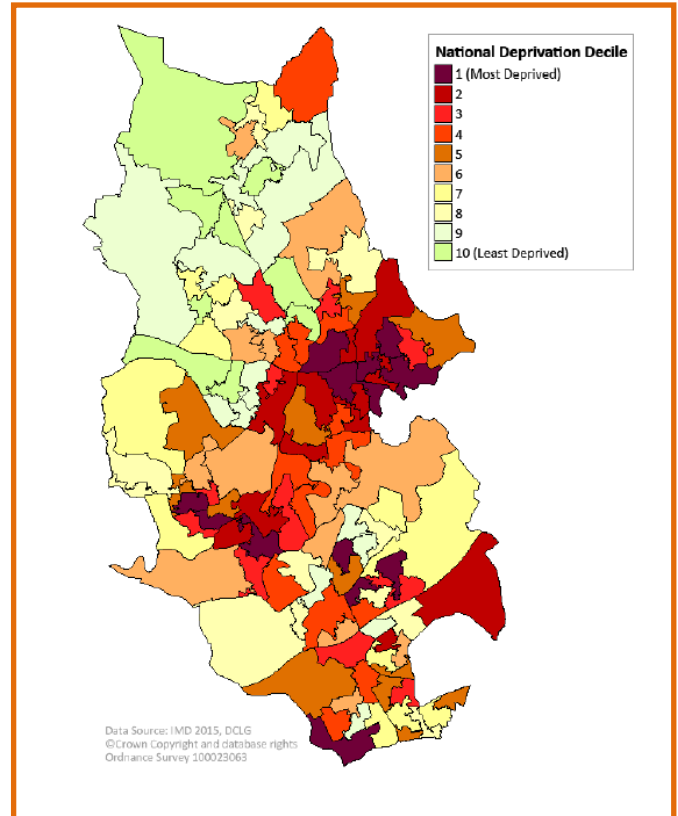 National Deprivation Decile
1 (Most Deprived)
2
3
4
5
6
7
8
9
10 (Least Deprived)
Data Source: IMD 2015, DCLG
©Crown Copyright and database rights
Ordnance Survey 100023063